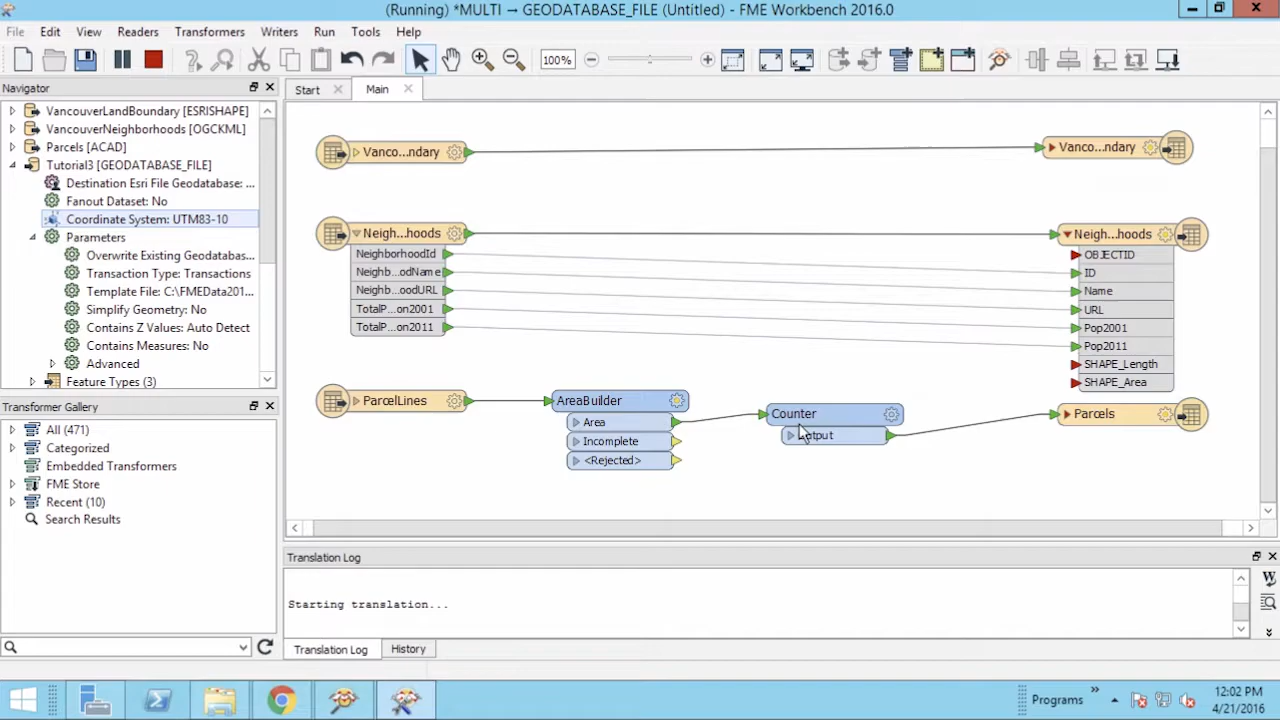 (Running) *MULTI → GEODATABASE_FILE (Untitled) - FME Workbench 2016.0
File Edit View Readers Transformers Writers Run Tools Help
100%
Navigator
VancouverLandBoundary [ESRISHAPE]
VancouverNeighborhoods [OGCKML]
Parcels [ACAD]
Tutorial3 [GEODATABASE_FILE]
Destination Esri File Geodatabase: ...
Fanout Dataset: No
Coordinate System: UTM83-10
Parameters
Overwrite Existing Geodatabas...
Transaction Type: Transactions
Template File: C:\FMEData201...
Simplify Geometry: No
Contains Z Values: Auto Detect
Contains Measures: No
Advanced
Feature Types (3)
Transformer Gallery
All (471)
Categorized
Embedded Transformers
FME Store
Recent (10)
Search Results
Start
Main
Vanco...ndary
Vanco...ndary
Neigh...hoods
NeighborhoodId
Neighb...odName
Neighb...oodURL
TotalP...on2001
TotalP...on2011
Neigh...hoods
OBJECTID
ID
Name
URL
Pop2001
Pop2011
SHAPE_Length
SHAPE_Area
ParcelLines
AreaBuilder
Area
Incomplete
<Rejected>
Counter
Output
Parcels
Translation Log
Starting translation...
Translation Log
History
Programs
12:02 PM
4/21/2016